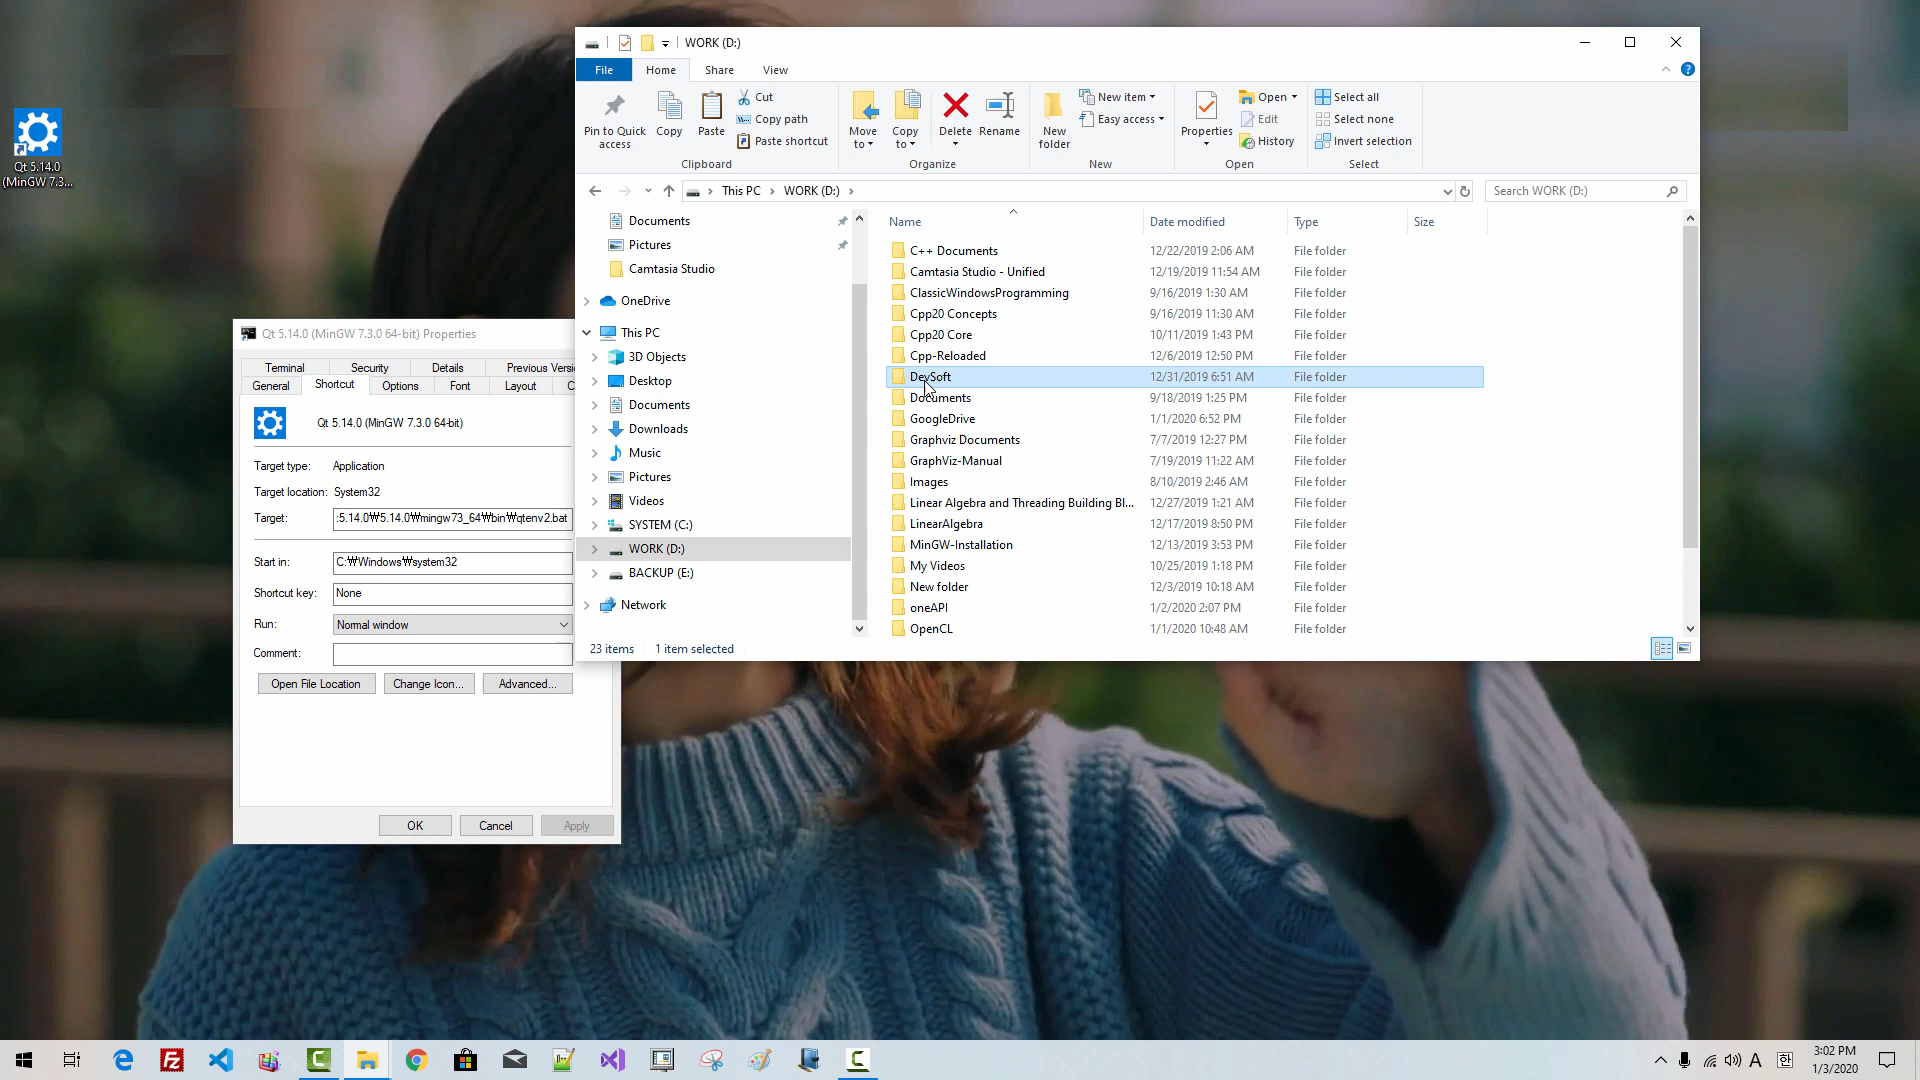 Qt 5.14.0
(MinGW 7.3...
WORK (D:)
File
Home
Share
View
Pin to Quick
access
Copy
Paste
Cut
Copy path
Paste shortcut
Clipboard
Move
to
Copy
to
Delete
Rename
Organize
New
folder
New item
Easy access
New
Properties
Open
Edit
History
Open
Select all
Select none
Invert selection
Select
This PC
WORK (D:)
Search WORK (D:)
Documents
Pictures
Camtasia Studio
OneDrive
This PC
3D Objects
Desktop
Documents
Downloads
Music
Pictures
Videos
SYSTEM (C:)
WORK (D:)
BACKUP (E:)
Network
Name Date modified Type Size
C++ Documents 12/22/2019 2:06 AM File folder
Camtasia Studio - Unified 12/19/2019 11:54 AM File folder
ClassicWindowsProgramming 9/16/2019 1:30 AM File folder
Cpp20 Concepts 9/16/2019 11:30 AM File folder
Cpp20 Core 10/11/2019 1:43 PM File folder
Cpp-Reloaded 12/6/2019 12:50 PM File folder
DevSoft 12/31/2019 6:51 AM File folder
Documents 9/18/2019 1:25 PM File folder
GoogleDrive 1/1/2020 6:52 PM File folder
Graphviz Documents 7/7/2019 12:27 PM File folder
GraphViz-Manual 7/19/2019 11:22 AM File folder
Images 8/10/2019 2:46 AM File folder
Linear Algebra and Threading Building Bl... 12/27/2019 1:21 AM File folder
LinearAlgebra 12/17/2019 8:50 PM File folder
MinGW-Installation 12/13/2019 3:53 PM File folder
My Videos 10/25/2019 1:18 PM File folder
New folder 12/3/2019 10:18 AM File folder
oneAPI 1/2/2020 2:07 PM File folder
OpenCL 1/1/2020 10:48 AM File folder
23 items 1 item selected
Qt 5.14.0 (MinGW 7.3.0 64-bit) Properties
Terminal Security Details Previous Versi
General Shortcut Options Font Layout C
Qt 5.14.0 (MinGW 7.3.0 64-bit)
Target type: Application
Target location: System32
Target: :5.14.0₩5.14.0₩mingw73_64₩bin₩qtenv2.bat
Start in: C:₩Windows₩system32
Shortcut key: None
Run: Normal window
Comment:
Open File Location Change Icon... Advanced...
OK Cancel Apply
A 한 3:02 PM
1/3/2020